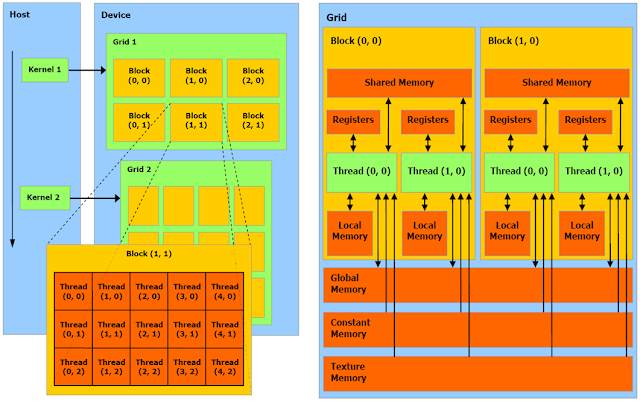 Host
Device
Grid 1
Kernel 1
Block
(0, 0)
Block
(1, 0)
Block
(2, 0)
Block
(0, 1)
Block
(1, 1)
Block
(2, 1)
Grid 2
Kernel 2
Block (1, 1)
Thread
(0, 0)
Thread
(1, 0)
Thread
(2, 0)
Thread
(3, 0)
Thread
(4, 0)
Thread
(0, 1)
Thread
(1, 1)
Thread
(2, 1)
Thread
(3, 1)
Thread
(4, 1)
Thread
(0, 2)
Thread
(1, 2)
Thread
(2, 2)
Thread
(3, 2)
Thread
(4, 2)
Grid
Block (0, 0)
Shared Memory
Registers
Registers
Thread (0, 0)
Thread (1, 0)
Local
Memory
Local
Memory
Block (1, 0)
Shared Memory
Registers
Registers
Thread (0, 0)
Thread (1, 0)
Local
Memory
Local
Memory
Global
Memory
Constant
Memory
Texture
Memory